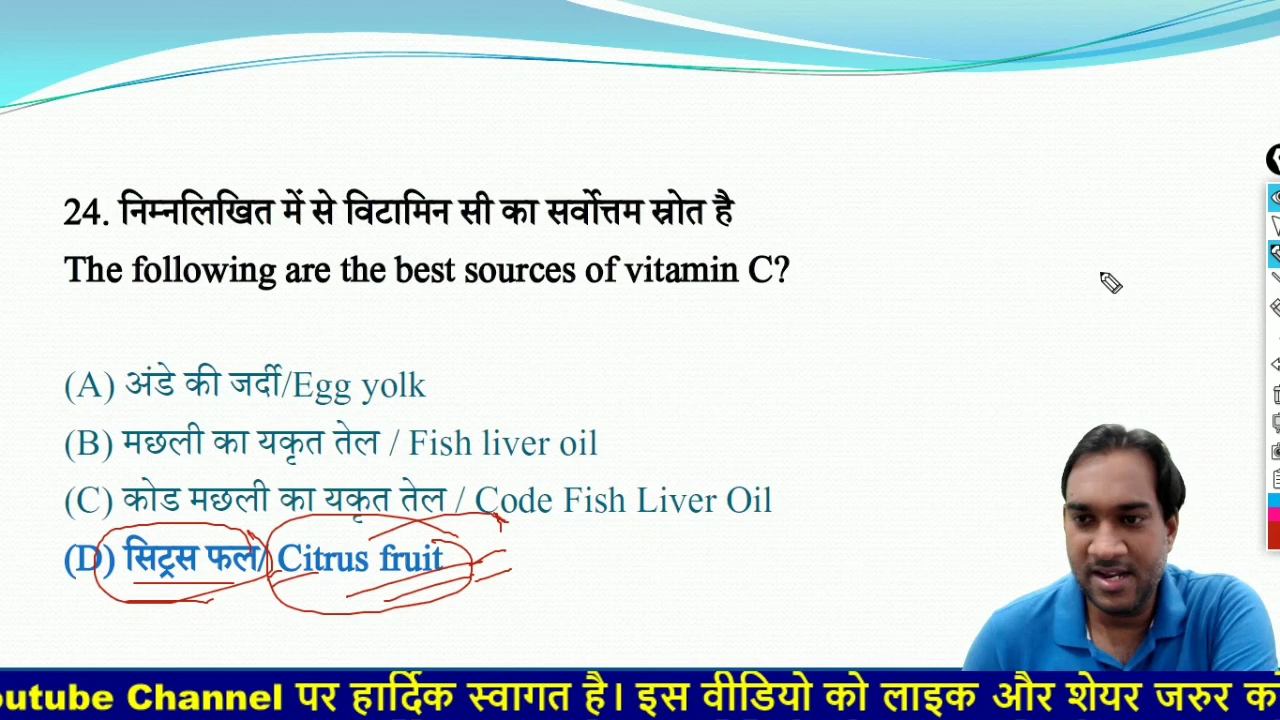 24. निम्नलिखित में से विटामिन सी का सर्वोत्तम स्रोत है
The following are the best sources of vitamin C?
(A) अंडे की जर्दी/Egg yolk
(B) मछली का यकृत तेल / Fish liver oil
(C) कोड मछली का यकृत तेल / Code Fish Liver Oil
(D) सिट्रस फल/ Citrus fruit
outube Channel पर हार्दिक स्वागत है। इस वीडियो को लाइक और शेयर जरुर